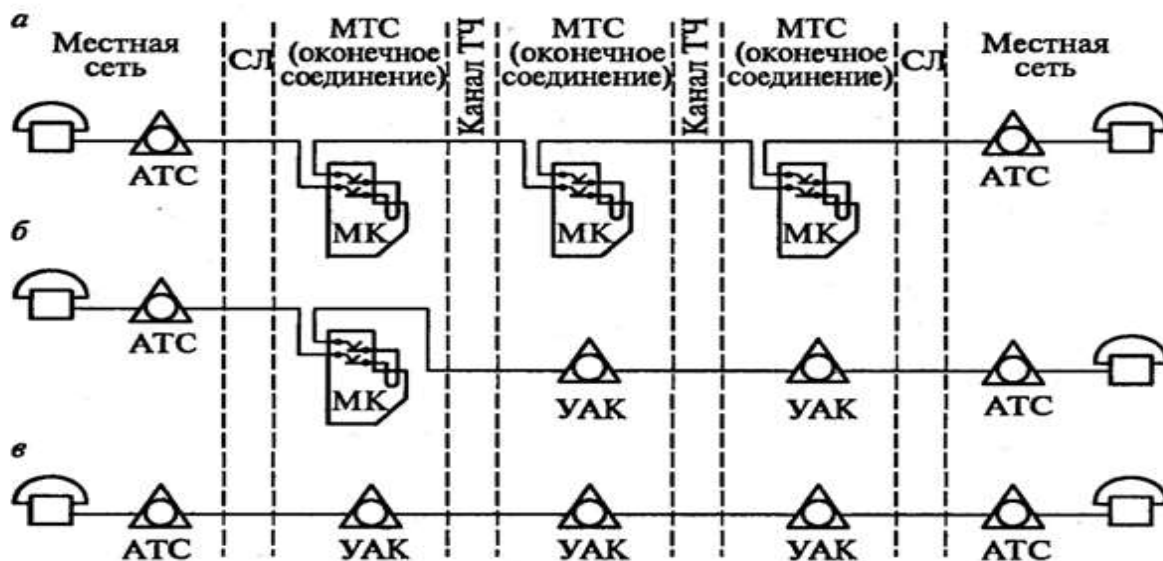 а
Местная
сеть
СЛ
МТС
(оконечное
соединение)
Канал ТЧ
МТС
(оконечное
соединение)
Канал ТЧ
МТС
(оконечное
соединение)
СЛ
Местная
сеть
АТС
МК
МК
МК
АТС
б
АТС
МК
УАК
УАК
АТС
в
АТС
УАК
УАК
УАК
АТС